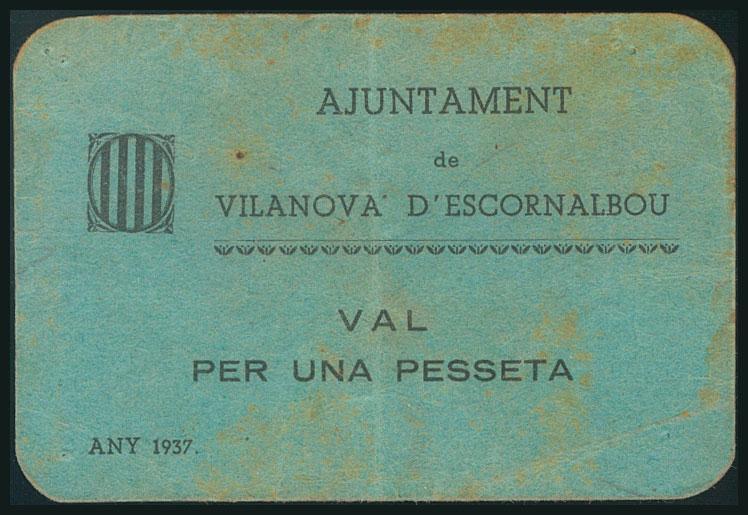 AJUNTAMENT
de
VILANOVA D'ESCORNALBOU
VAL
PER UNA PESSETA
ANY 1937.